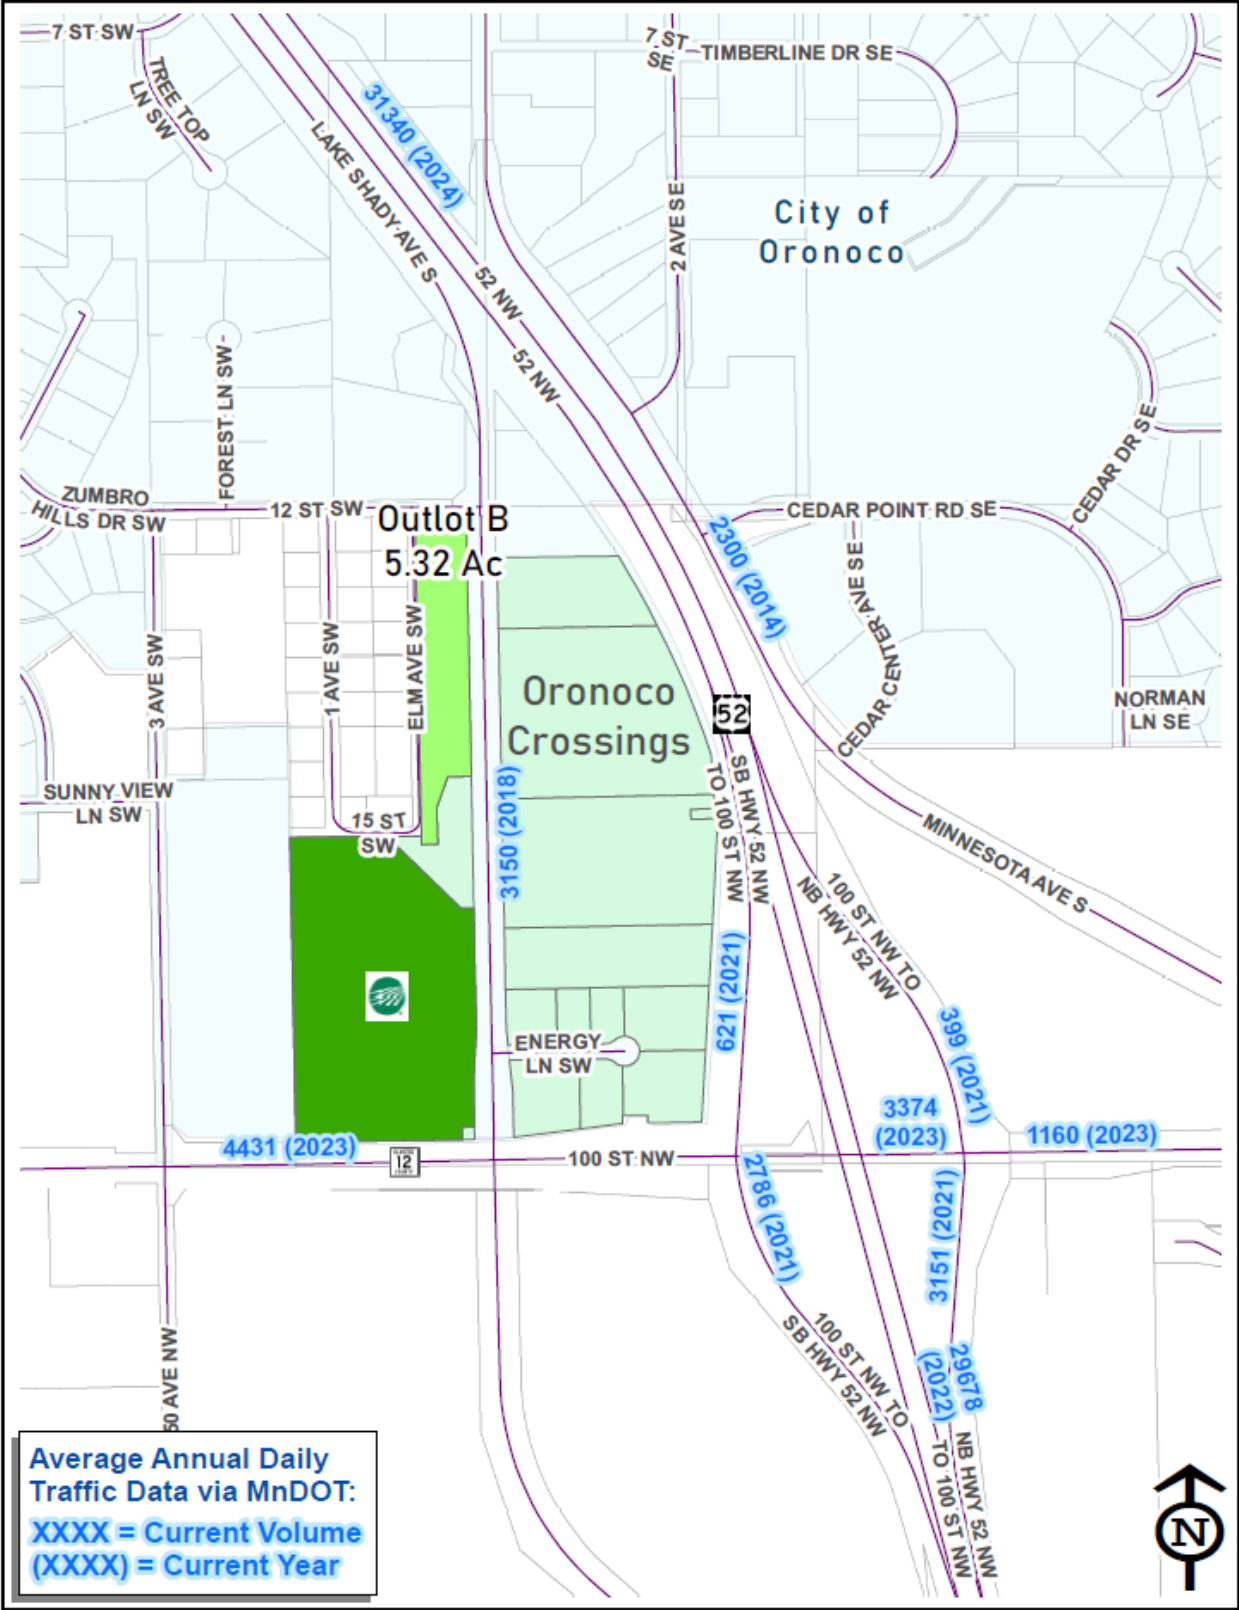 7 ST SW
TREE TOP
LN SW
31340 (2024)
LAKE SHADY AVE S
7 ST
SE
TIMBERLINE DR SE
2 AVE SE
City of
Oronoco
52 NW
52 NW
FOREST LN SW
CEDAR DR SE
ZUMBRO
HILLS DR SW
12 ST SW
Outlot B
5.32 Ac
CEDAR POINT RD SE
2300 (2014)
CEDAR CENTER AVE SE
3 AVE SW
1 AVE SW
ELM AVE SW
Oronoco
Crossings
52
NORMAN
LN SE
SUNNY VIEW
LN SW
15 ST
SW
3150 (2018)
SB HWY 52 NW
TO 100 ST NW
MINNESOTA AVE S
100 ST NW TO
NB HWY 52 NW
621 (2021)
399 (2021)
ENERGY
LN SW
4431 (2023)
12
100 ST NW
3374
(2023)
1160 (2023)
2786 (2021)
3151 (2021)
100 ST NW TO
SB HWY 52 NW
29678
(2022)
NB HWY 52 NW
TO 100 ST NW
50 AVE NW
Average Annual Daily
Traffic Data via MnDOT:
XXXX = Current Volume
(XXXX) = Current Year
N